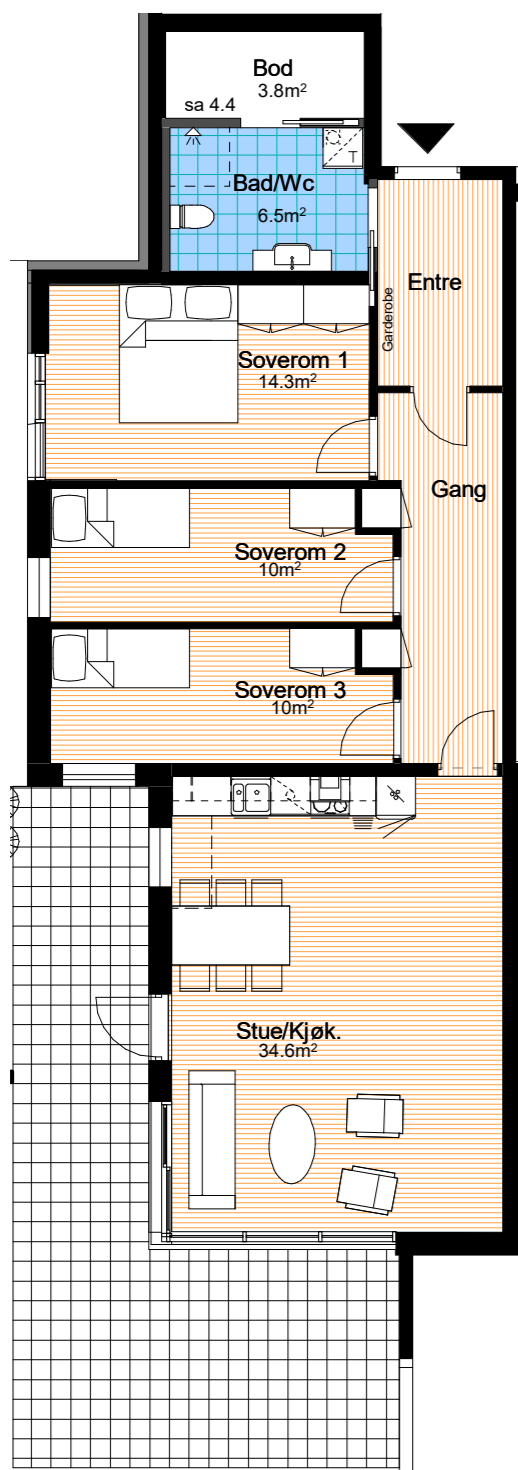 Bod
3.8m²
sa 4.4
T
Bad/Wc
6.5m²
Entre
Garderobe
Soverom 1
14.3m²
Gang
Soverom 2
10m²
Soverom 3
10m²
Stue/Kjøk.
34.6m²